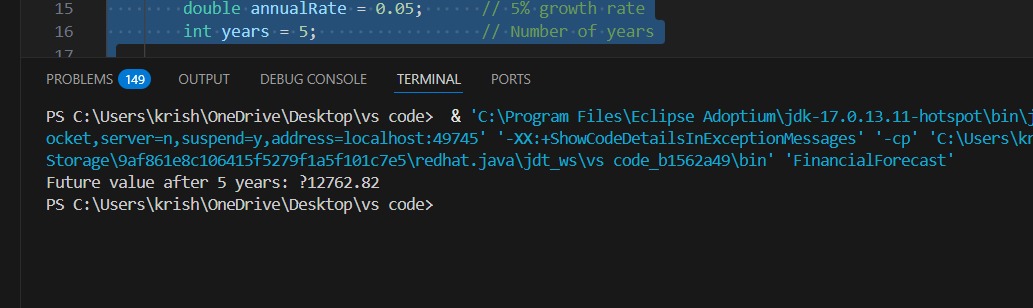 15 double annualRate = 0.05; // 5% growth rate
16 int years = 5; // Number of years
17
PROBLEMS 149 OUTPUT DEBUG CONSOLE TERMINAL PORTS
PS C:\Users\krish\OneDrive\Desktop\vs code> & 'C:\Program Files\Eclipse Adoptium\jdk-17.0.13.11-hotspot\bin\j
ocket,server=n,suspend=y,address=localhost:49745' '-XX:+ShowCodeDetailsInExceptionMessages' '-cp' 'C:\Users\kr
Storage\9af861e8c106415f5279f1a5f101c7e5\redhat.java\jdt_ws\vs code_b1562a49\bin' 'FinancialForecast'
Future value after 5 years: ?12762.82
PS C:\Users\krish\OneDrive\Desktop\vs code>